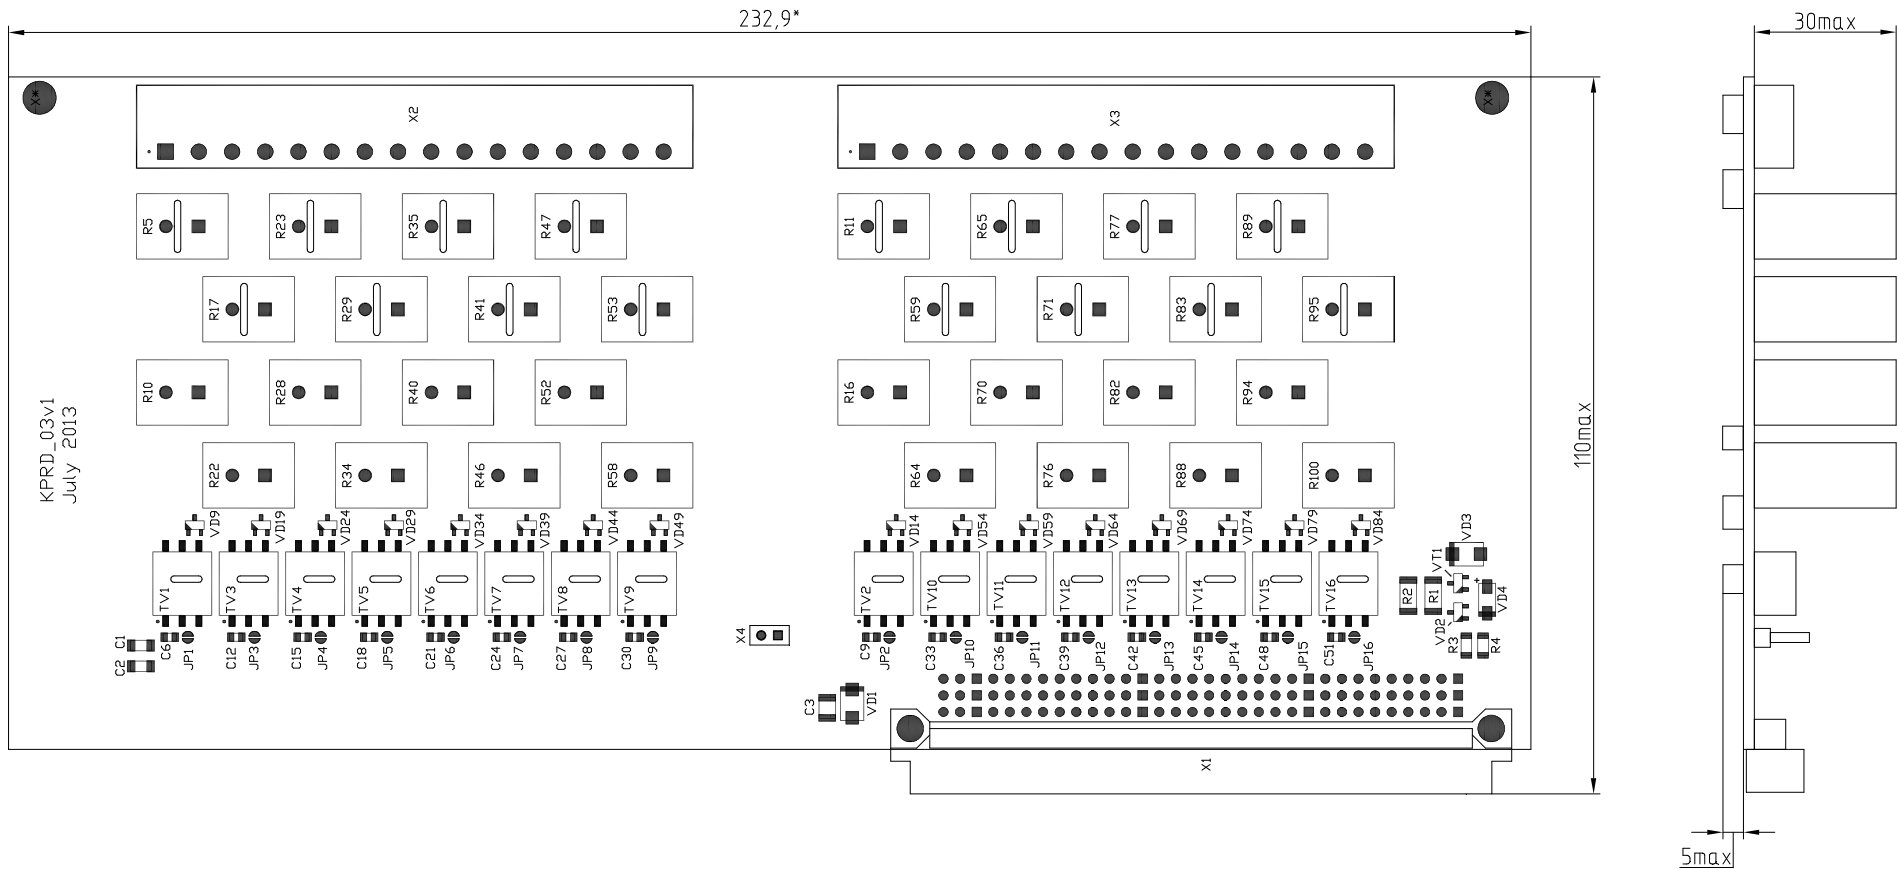 232,9*
30max
X*
X2
X3
X*
R5
R23
R35
R47
R11
R65
R77
R89
R17
R29
R41
R53
R59
R71
R83
R95
R10
R28
R40
R52
R16
R70
R82
R94
110max
KPRD_03v1
July 2013
R22
R34
R46
R58
R64
R76
R88
R100
VD9
VD19
VD24
VD29
VD34
VD39
VD44
VD49
VD14
VD54
VD59
VD64
VD69
VD74
VD79
VD84
VD3
VT1
TV1
TV3
TV4
TV5
TV6
TV7
TV8
TV9
TV2
TV10
TV11
TV12
TV13
TV14
TV15
TV16
R2
R1
+
VD4
VD2
C1
C2
C6
JP1
C12
JP3
C15
JP4
C18
JP5
C21
JP6
C24
JP7
C27
JP8
C30
JP9
X4
C9
JP2
C33
JP10
C36
JP11
C39
JP12
C42
JP13
C45
JP14
C48
JP15
C51
JP16
R3
R4
C3
VD1
X1
5max